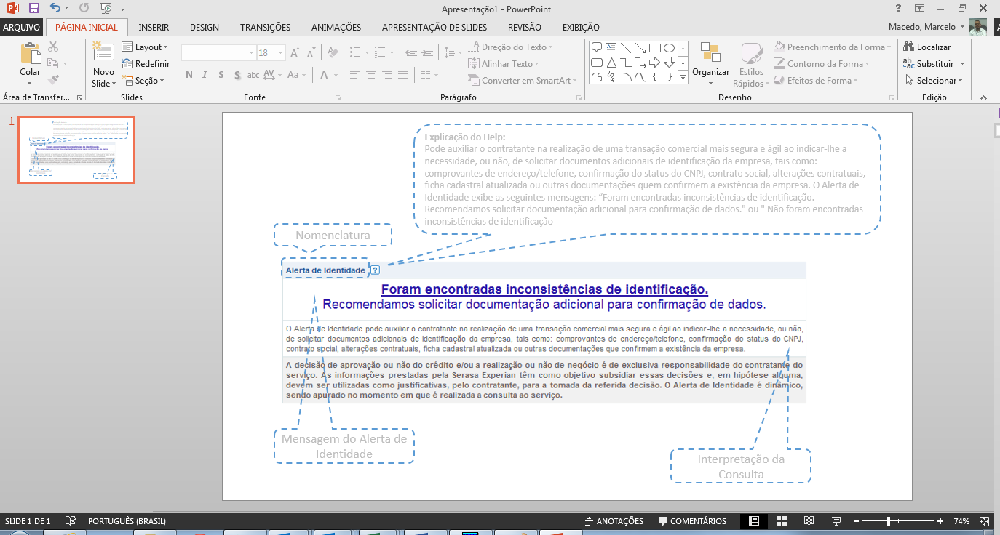 Apresentação1 - PowerPoint
ARQUIVO PÁGINA INICIAL INSERIR DESIGN TRANSIÇÕES ANIMAÇÕES APRESENTAÇÃO DE SLIDES REVISÃO EXIBIÇÃO Macedo, Marcelo
Colar
Área de Transfer...
Novo
Slide
Layout
Redefinir
Seção
Slides
18
N I S S abc AV Aa A
Fonte
Direção do Texto
Alinhar Texto
Converter em SmartArt
Parágrafo
Organizar
Estilos
Rápidos
Preenchimento da Forma
Contorno da Forma
Efeitos de Forma
Desenho
Localizar
Substituir
Selecionar
Edição
1
Explicação do Help:
Pode auxiliar o contratante na realização de uma transação comercial mais segura e ágil ao indicar-lhe a
necessidade, ou não, de solicitar documentos adicionais de identificação da empresa, tais como:
comprovantes de endereço/telefone, confirmação do status do CNPJ, contrato social, alterações contratuais,
ficha cadastral atualizada ou outras documentações quem confirmem a existência da empresa. O Alerta de
Identidade exibe as seguintes mensagens: “Foram encontradas inconsistências de identificação.
Recomendamos solicitar documentação adicional para confirmação de dados." ou " Não foram encontradas
inconsistências de identificação
Nomenclatura
Alerta de Identidade ?
Foram encontradas inconsistências de identificação.
Recomendamos solicitar documentação adicional para confirmação de dados.
O Alerta de Identidade pode auxiliar o contratante na realização de uma transação comercial mais segura e ágil ao indicar-lhe a necessidade, ou não,
de solicitar documentos adicionais de identificação da empresa, tais como: comprovantes de endereço/telefone, confirmação do status do CNPJ,
contrato social, alterações contratuais, ficha cadastral atualizada ou outras documentações que confirmem a existência da empresa.
A decisão de aprovação ou não do crédito e/ou a realização ou não de negócio é de exclusiva responsabilidade do contratante do
serviço. As informações prestadas pela Serasa Experian têm como objetivo subsidiar essas decisões e, em hipótese alguma,
devem ser utilizadas como justificativas, pelo contratante, para a tomada da referida decisão. O Alerta de Identidade é dinâmico,
sendo apurado no momento em que é realizada a consulta ao serviço.
Mensagem do Alerta de
Identidade
Interpretação da
Consulta
SLIDE 1 DE 1 PORTUGUÊS (BRASIL) ANOTAÇÕES COMENTÁRIOS 74%